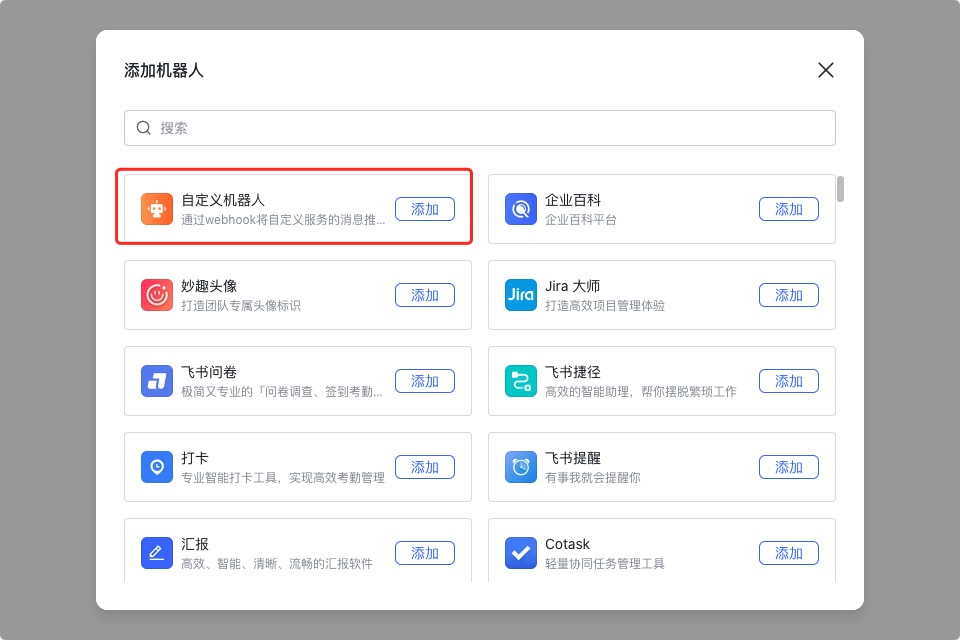 添加机器人
搜索
自定义机器人
通过webhook将自定义服务的消息推...
添加
企业百科
企业百科平台
添加
妙趣头像
打造团队专属头像标识
添加
Jira
Jira 大师
打造高效项目管理体验
添加
飞书问卷
极简又专业的「问卷调查、签到考勤...
添加
飞书捷径
高效的智能助理，帮你摆脱繁琐工作
添加
打卡
专业智能打卡工具，实现高效考勤管理
添加
飞书提醒
有事我就会提醒你
添加
汇报
高效、智能、清晰、流畅的汇报软件
添加
Cotask
轻量协同任务管理工具
添加